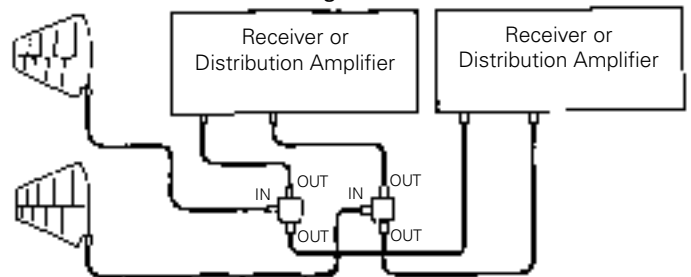 Receiver or
Distribution Amplifier
Receiver or
Distribution Amplifier
IN
OUT
IN
OUT
OUT
OUT